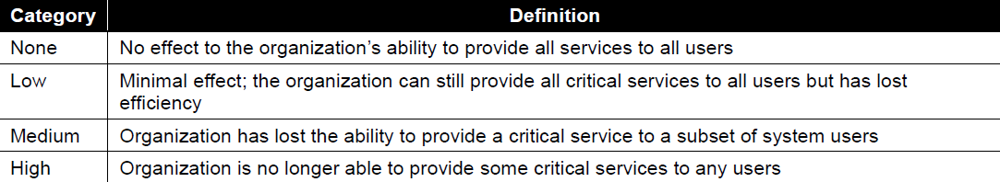 Category Definition
None No effect to the organization’s ability to provide all services to all users
Low Minimal effect; the organization can still provide all critical services to all users but has lost
efficiency
Medium Organization has lost the ability to provide a critical service to a subset of system users
High Organization is no longer able to provide some critical services to any users